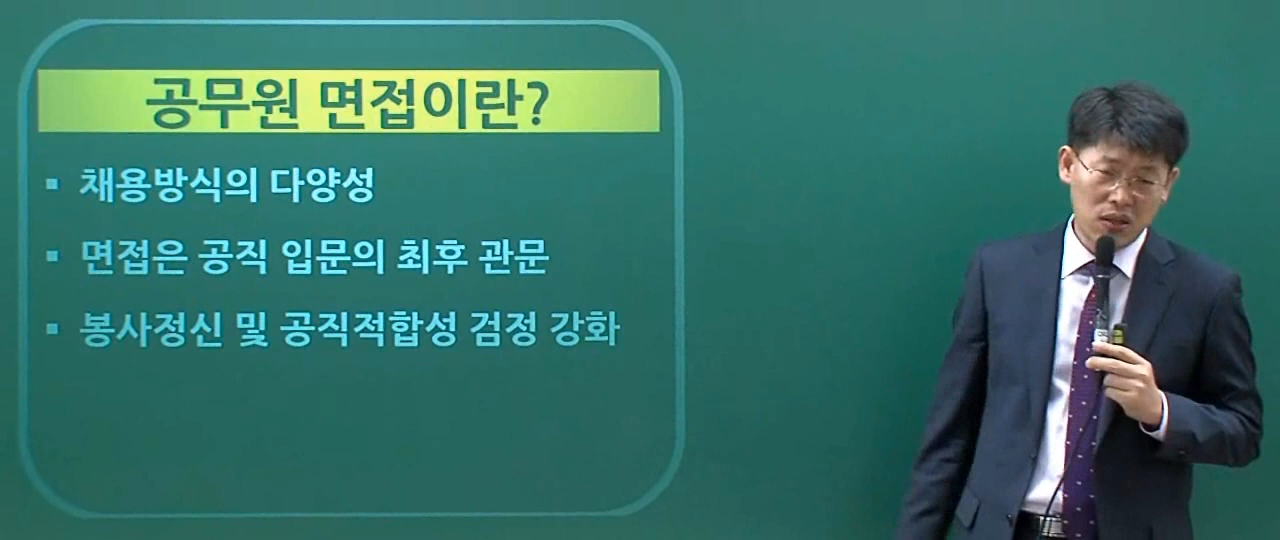 공무원 면접이란?
▪ 채용방식의 다양성
▪ 면접은 공직 입문의 최후 관문
▪ 봉사정신 및 공직적합성 검정 강화